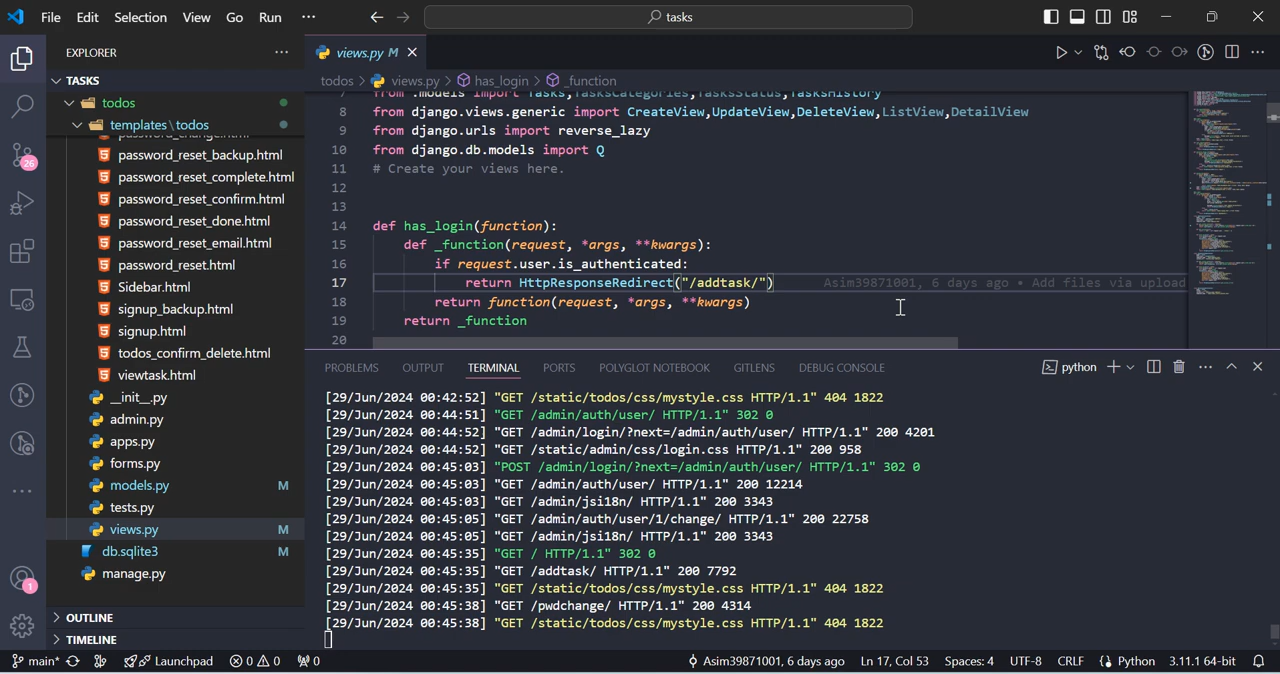 File Edit Selection View Go Run ··· tasks
EXPLORER ···
TASKS
todos
templates\todos
password_change.html
password_reset_backup.html
password_reset_complete.html
password_reset_confirm.html
password_reset_done.html
password_reset_email.html
password_reset.html
Sidebar.html
signup_backup.html
signup.html
todos_confirm_delete.html
viewtask.html
__init__.py
admin.py
apps.py
forms.py
models.py M
tests.py
views.py M
db.sqlite3 M
manage.py
OUTLINE
TIMELINE
26
1
views.py M
todos > views.py > has_login > _function
7 from .models import Tasks,TasksCategories,TasksStatus,TasksHistory
8 from django.views.generic import CreateView,UpdateView,DeleteView,ListView,DetailView
9 from django.urls import reverse_lazy
10 from django.db.models import Q
11 # Create your views here.
12
13
14 def has_login(function):
15 def _function(request, *args, **kwargs):
16 if request.user.is_authenticated:
17 return HttpResponseRedirect("/addtask/") Asim39871001, 6 days ago • Add files via upload
18 return function(request, *args, **kwargs)
19 return _function
20
PROBLEMS OUTPUT TERMINAL PORTS POLYGLOT NOTEBOOK GITLENS DEBUG CONSOLE python
[29/Jun/2024 00:42:52] "GET /static/todos/css/mystyle.css HTTP/1.1" 404 1822
[29/Jun/2024 00:44:51] "GET /admin/auth/user/ HTTP/1.1" 302 0
[29/Jun/2024 00:44:52] "GET /admin/login/?next=/admin/auth/user/ HTTP/1.1" 200 4201
[29/Jun/2024 00:44:52] "GET /static/admin/css/login.css HTTP/1.1" 200 958
[29/Jun/2024 00:45:03] "POST /admin/login/?next=/admin/auth/user/ HTTP/1.1" 302 0
[29/Jun/2024 00:45:03] "GET /admin/auth/user/ HTTP/1.1" 200 12214
[29/Jun/2024 00:45:03] "GET /admin/jsi18n/ HTTP/1.1" 200 3343
[29/Jun/2024 00:45:05] "GET /admin/auth/user/1/change/ HTTP/1.1" 200 22758
[29/Jun/2024 00:45:05] "GET /admin/jsi18n/ HTTP/1.1" 200 3343
[29/Jun/2024 00:45:35] "GET / HTTP/1.1" 302 0
[29/Jun/2024 00:45:35] "GET /addtask/ HTTP/1.1" 200 7792
[29/Jun/2024 00:45:35] "GET /static/todos/css/mystyle.css HTTP/1.1" 404 1822
[29/Jun/2024 00:45:38] "GET /pwdchange/ HTTP/1.1" 200 4314
[29/Jun/2024 00:45:38] "GET /static/todos/css/mystyle.css HTTP/1.1" 404 1822
main* Launchpad 0 0 0 Asim39871001, 6 days ago Ln 17, Col 53 Spaces: 4 UTF-8 CRLF Python 3.11.1 64-bit